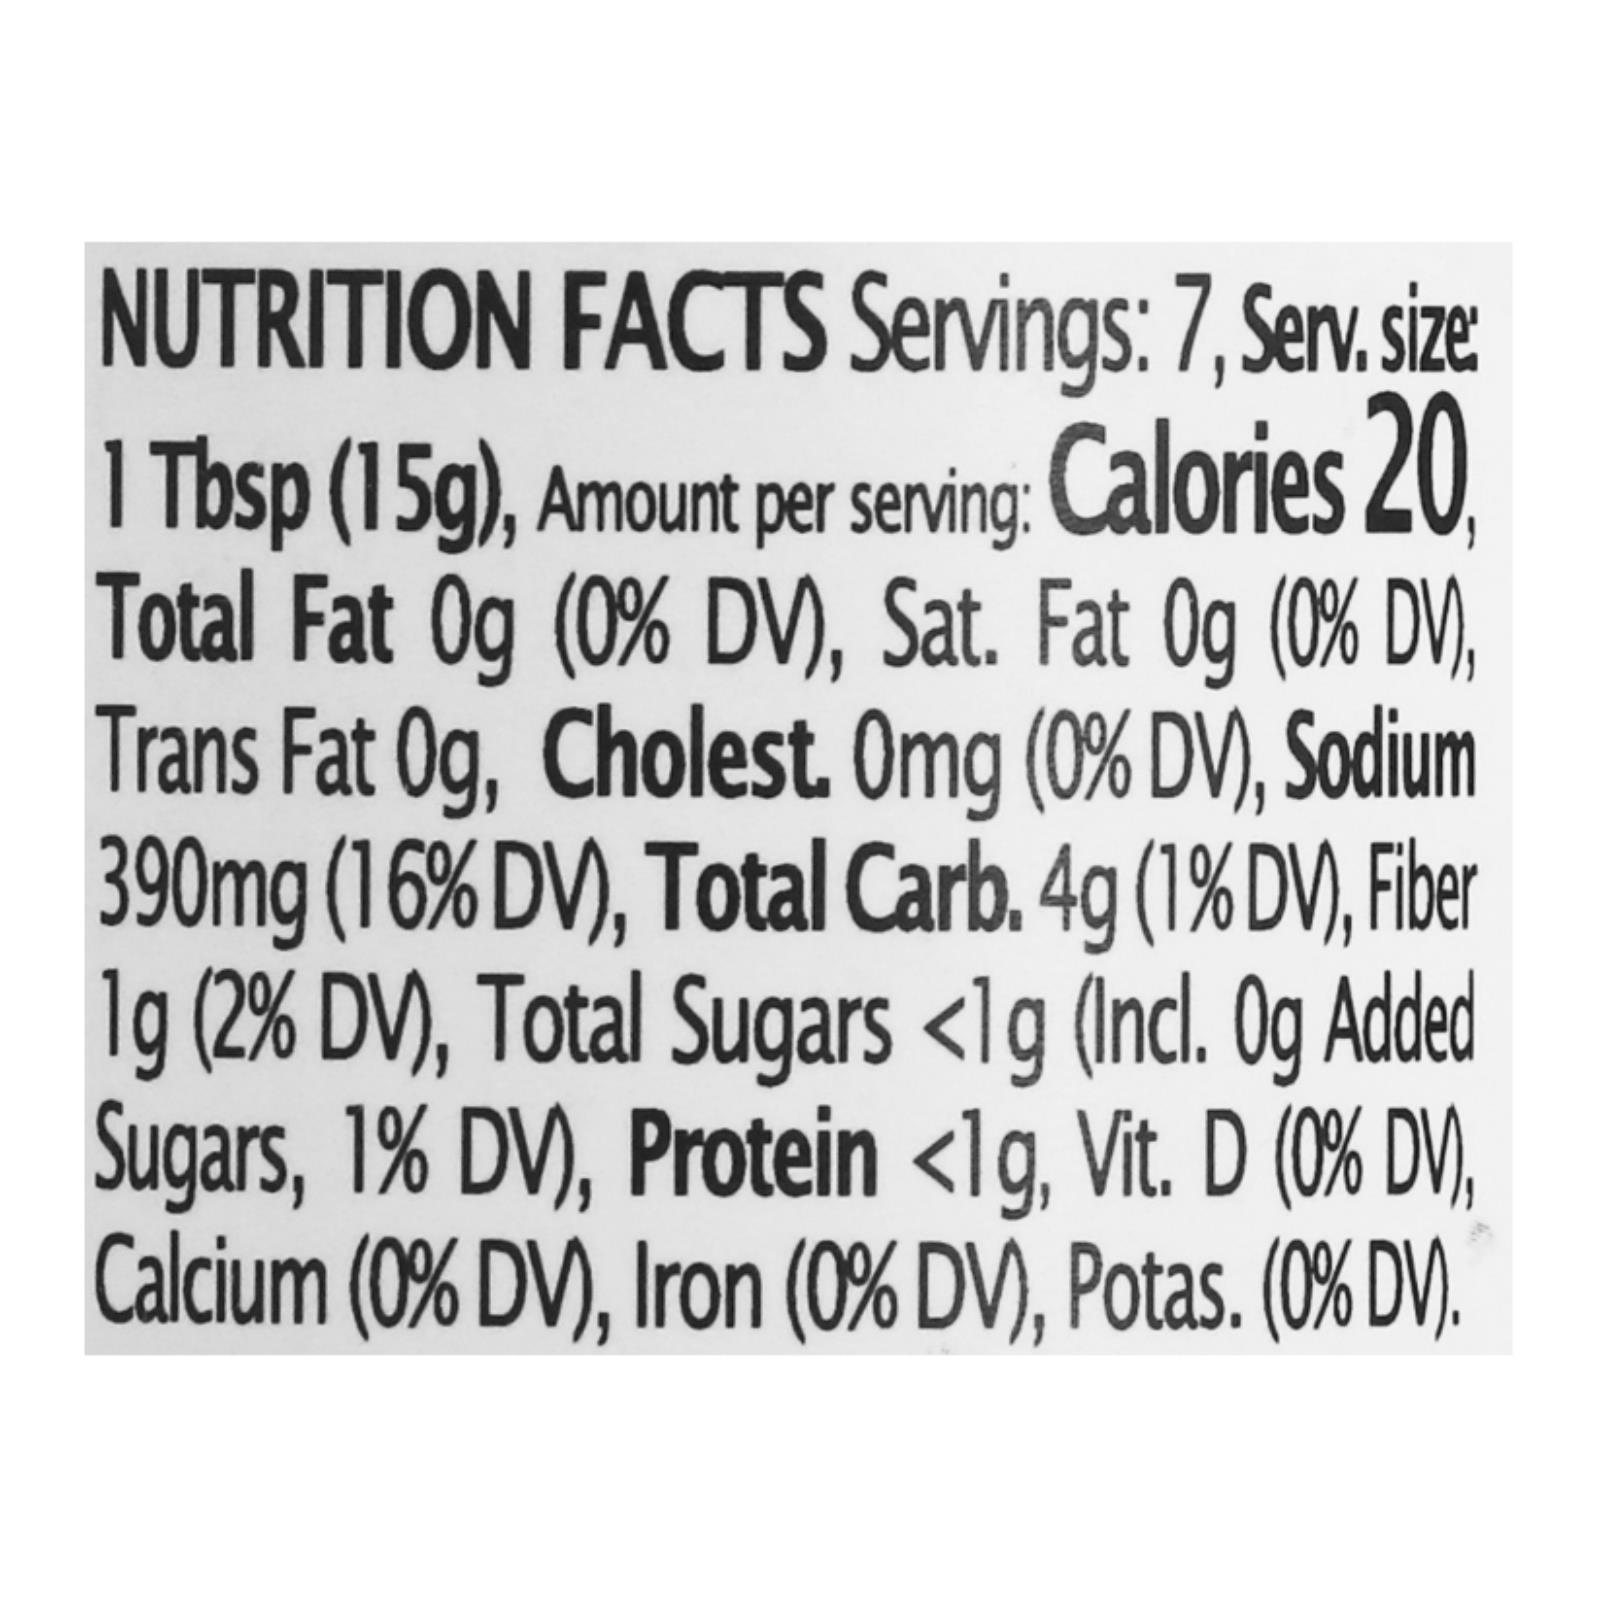 NUTRITION FACTS Servings: 7, Serv. size:
1 Tbsp (15g), Amount per serving: Calories 20,
Total Fat 0g (0% DV), Sat. Fat 0g (0% DV),
Trans Fat 0g, Cholest. 0mg (0% DV), Sodium
390mg (16% DV), Total Carb. 4g (1% DV), Fiber
1g (2% DV), Total Sugars <1g (Incl. 0g Added
Sugars, 1% DV), Protein <1g, Vit. D (0% DV),
Calcium (0% DV), Iron (0% DV), Potas. (0% DV).